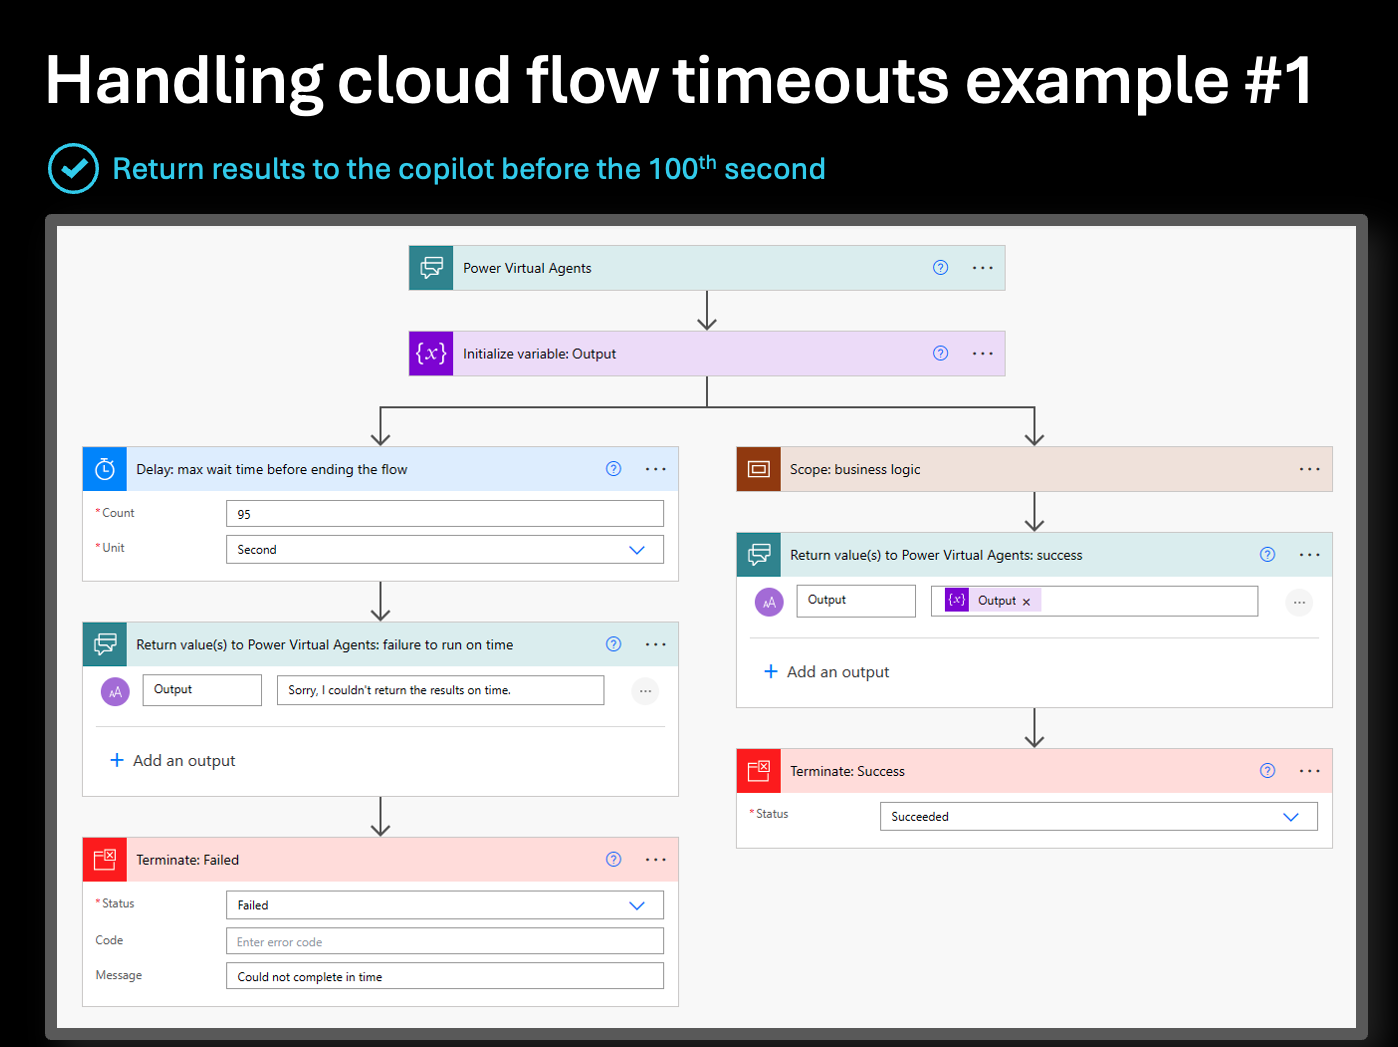 Handling cloud flow timeouts example #1
Return results to the copilot before the 100th second
Power Virtual Agents
{x} Initialize variable: Output
Delay: max wait time before ending the flow
* Count 95
* Unit Second
Return value(s) to Power Virtual Agents: failure to run on time
AA Output Sorry, I couldn't return the results on time.
+ Add an output
Terminate: Failed
* Status Failed
Code Enter error code
Message Could not complete in time
Scope: business logic
Return value(s) to Power Virtual Agents: success
AA Output {x} Output ×
+ Add an output
Terminate: Success
* Status Succeeded